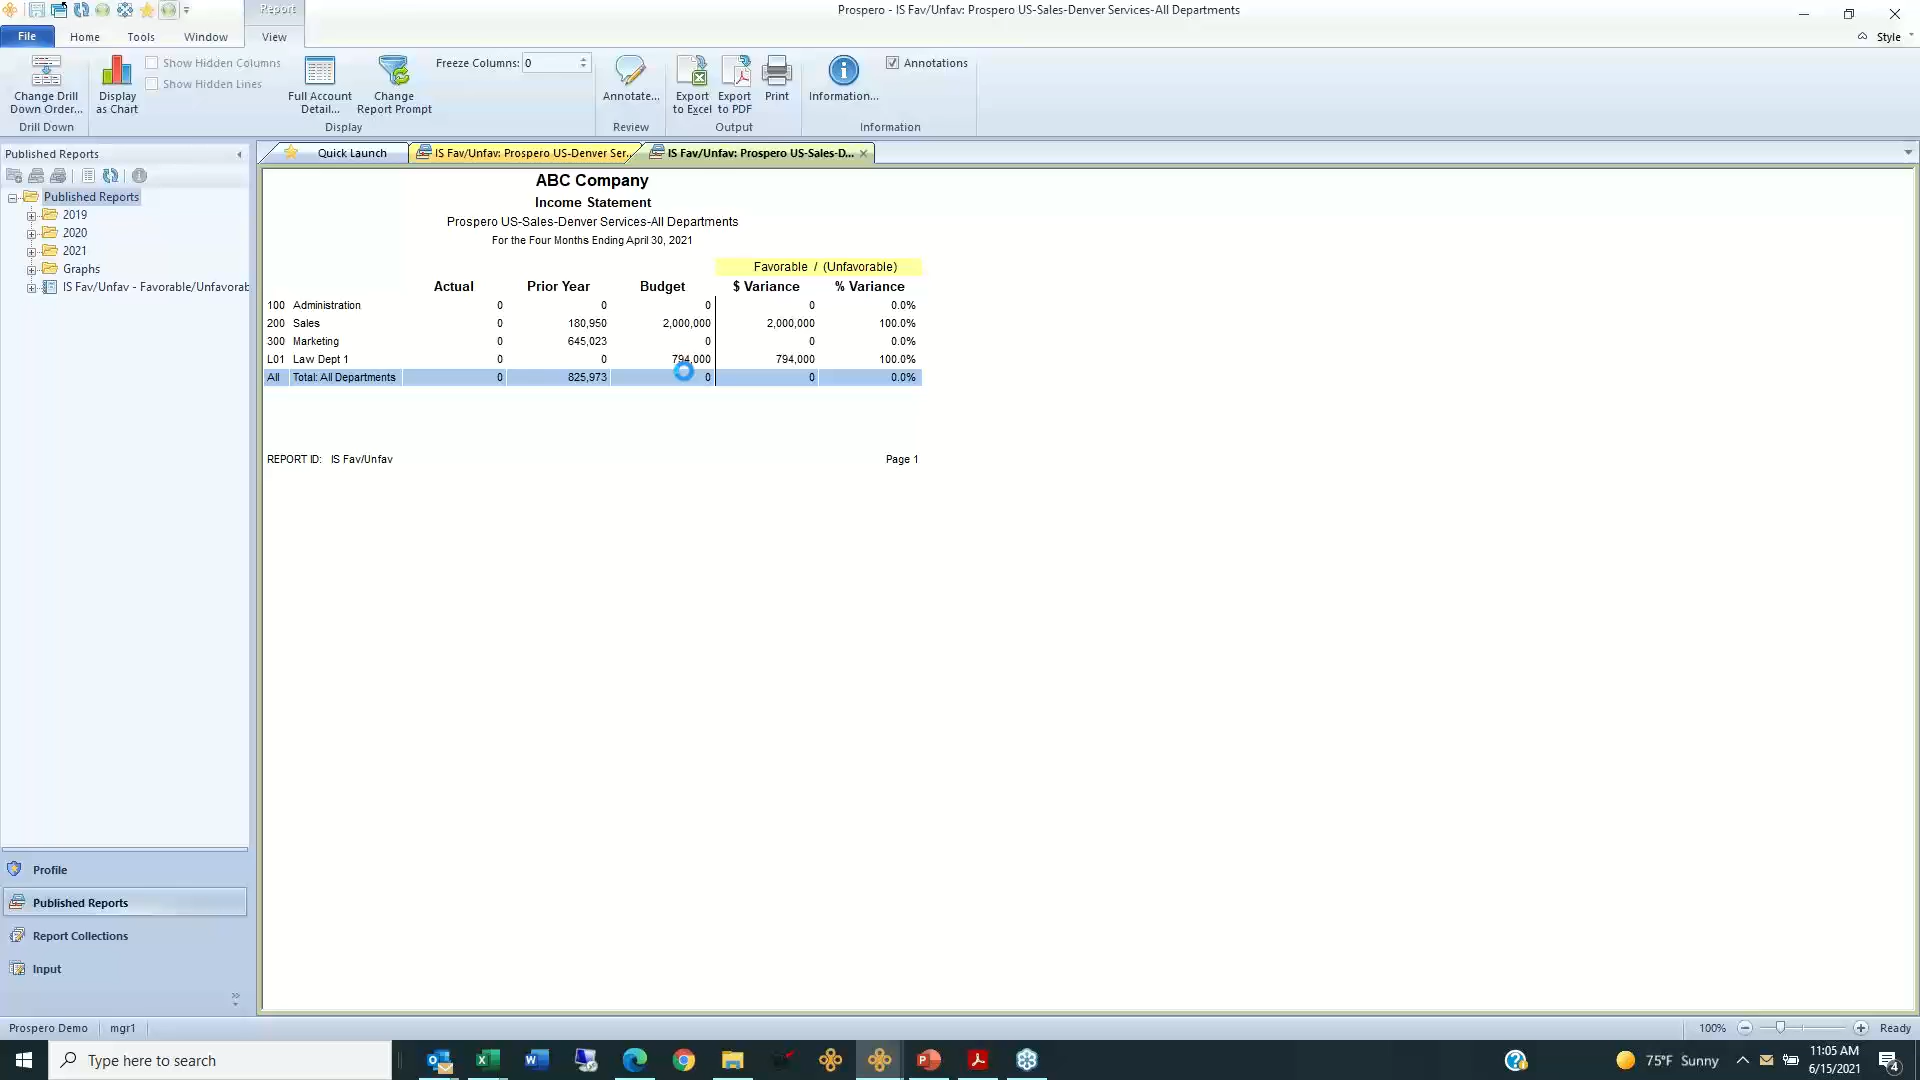 Report
Prospero - IS Fav/Unfav: Prospero US-Sales-Denver Services-All Departments
File Home Tools Window View Style
Change Drill Down Order...
Display as Chart
Show Hidden Columns
Show Hidden Lines
Full Account Detail...
Change Report Prompt
Freeze Columns: 0
Annotate...
Export to Excel
Export to PDF
Print
Information...
Annotations
Drill Down Display Review Output Information
Published Reports
Published Reports
2019
2020
2021
Graphs
IS Fav/Unfav - Favorable/Unfavorab
Profile
Published Reports
Report Collections
Input
Quick Launch IS Fav/Unfav: Prospero US-Denver Ser... IS Fav/Unfav: Prospero US-Sales-D...
ABC Company
Income Statement
Prospero US-Sales-Denver Services-All Departments
For the Four Months Ending April 30, 2021
Favorable / (Unfavorable)
Actual Prior Year Budget $ Variance % Variance
100 Administration 0 0 0 0 0.0%
200 Sales 0 180,950 2,000,000 2,000,000 100.0%
300 Marketing 0 645,023 0 0 0.0%
L01 Law Dept 1 0 0 794,000 794,000 100.0%
All Total: All Departments 0 825,973 0 0 0.0%
REPORT ID: IS Fav/Unfav Page 1
Prospero Demo mgr1 100% Ready
Type here to search
75°F Sunny
11:05 AM
6/15/2021
4